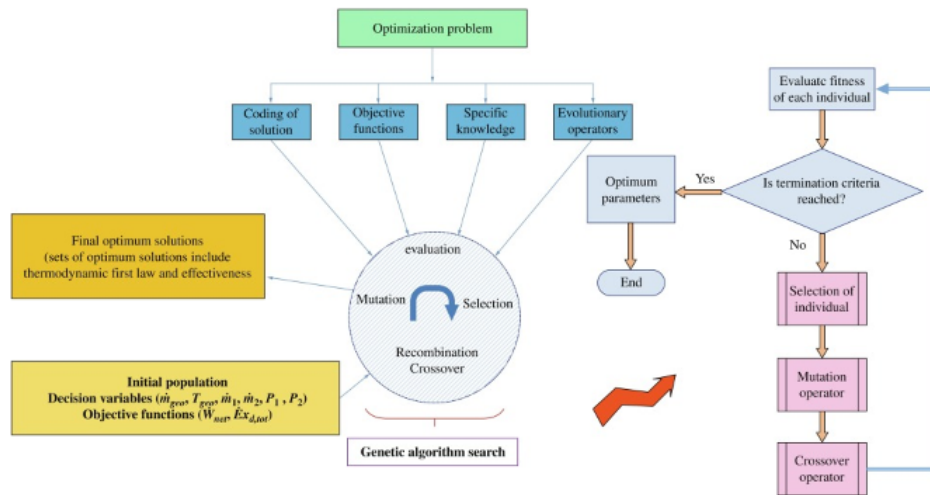 Optimization problem
Coding of
solution
Objective
functions
Specific
knowledge
Evolutionary
operators
Final optimum solutions
(sets of optimum solutions include
thermodynamic first law and effectiveness
evaluation
Mutation
Selection
Recombination
Crossover
Initial population
Decision variables (ṁgeo, Tgeo, ṁ1, ṁ2, P1 , P2)
Objective functions (Ẇnet, Ėxd,tot)
Genetic algorithm search
Evaluate fitness
of each individual
Is termination criteria
reached?
Yes
Optimum
parameters
End
No
Selection of
individual
Mutation
operator
Crossover
operator